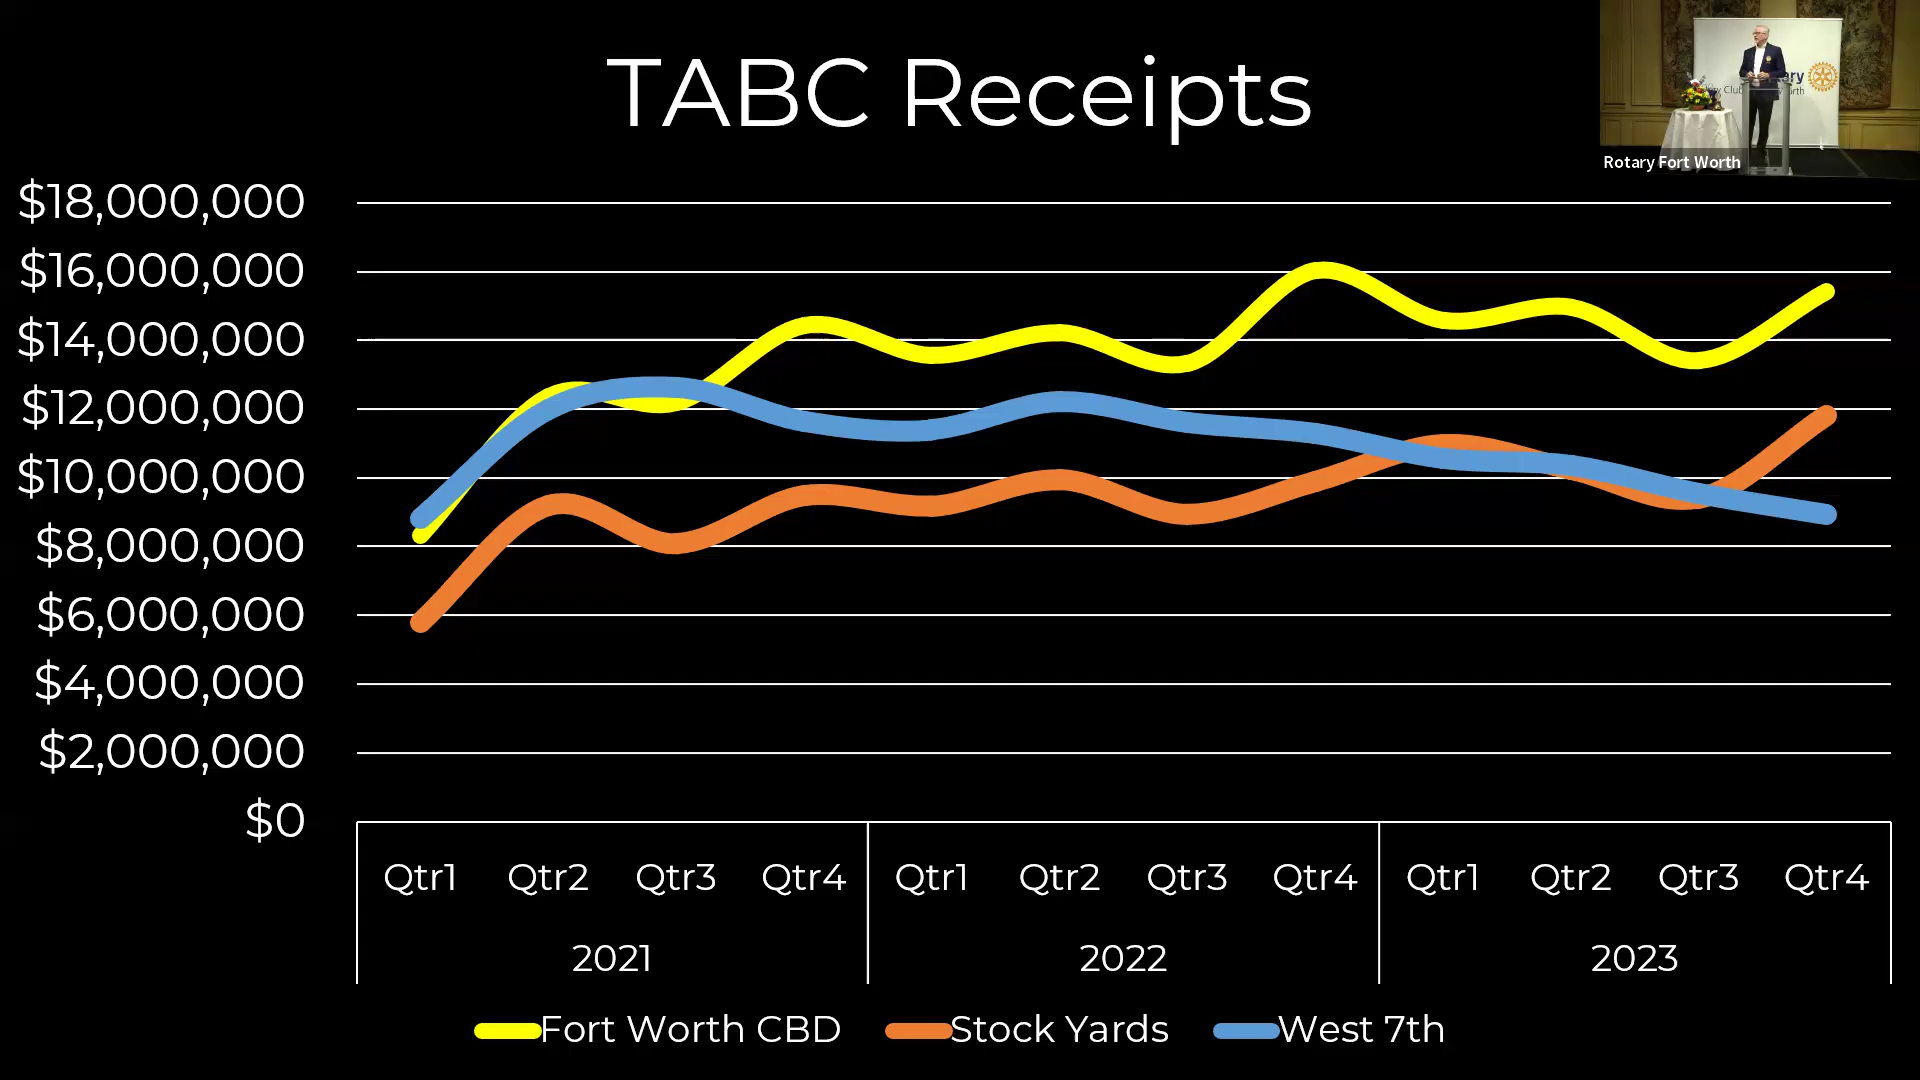 TABC Receipts
Rotary Fort Worth
$18,000,000
$16,000,000
$14,000,000
$12,000,000
$10,000,000
$8,000,000
$6,000,000
$4,000,000
$2,000,000
$0
Qtr1 Qtr2 Qtr3 Qtr4 Qtr1 Qtr2 Qtr3 Qtr4 Qtr1 Qtr2 Qtr3 Qtr4
2021 2022 2023
Fort Worth CBD Stock Yards West 7th